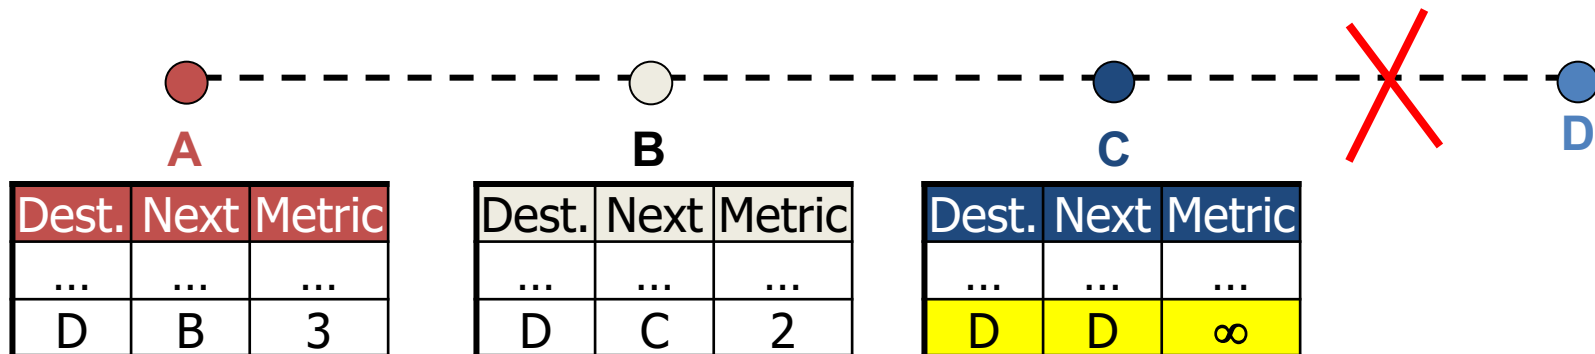 A B C D
Dest. Next Metric Dest. Next Metric Dest. Next Metric
... ... ... ... ... ... ... ... ...
D B 3 D C 2 D D ∞